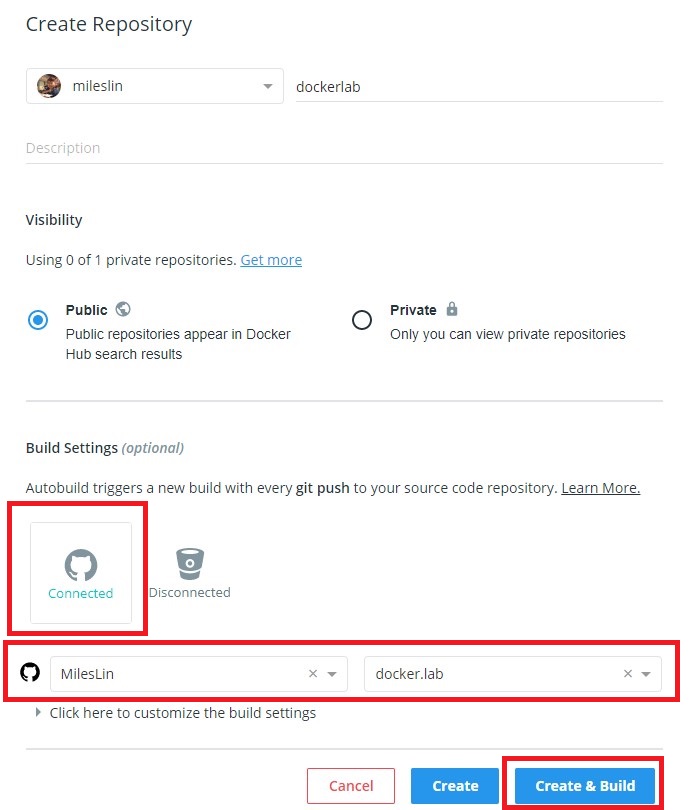 Create Repository
mileslin
dockerlab
Description
Visibility
Using 0 of 1 private repositories. Get more
Public
Public repositories appear in Docker
Hub search results
Private
Only you can view private repositories
Build Settings (optional)
Autobuild triggers a new build with every git push to your source code repository. Learn More.
Connected
Disconnected
MilesLin
docker.lab
Click here to customize the build settings
Cancel
Create
Create & Build